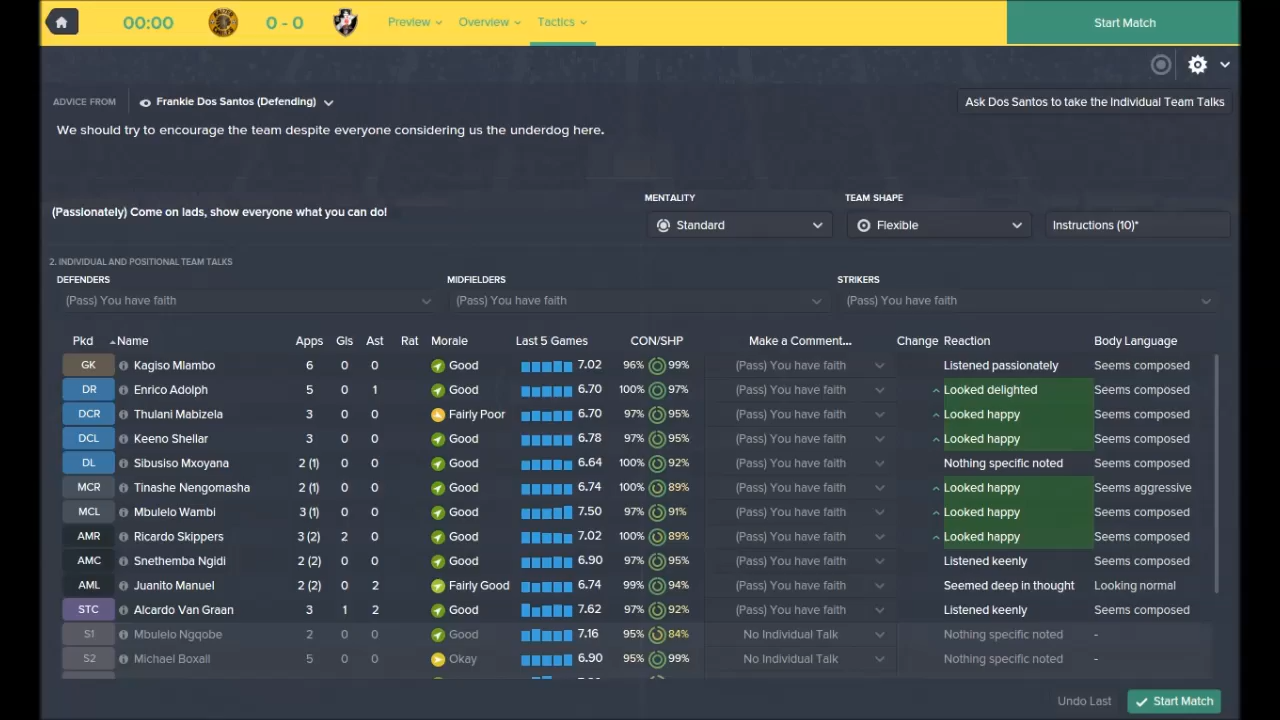 00:00 0 - 0 Preview Overview Tactics Start Match
ADVICE FROM Frankie Dos Santos (Defending) Ask Dos Santos to take the Individual Team Talks
We should try to encourage the team despite everyone considering us the underdog here.
MENTALITY TEAM SHAPE
(Passionately) Come on lads, show everyone what you can do! Standard Flexible Instructions (10)*
2. INDIVIDUAL AND POSITIONAL TEAM TALKS
DEFENDERS MIDFIELDERS STRIKERS
(Pass) You have faith (Pass) You have faith (Pass) You have faith
Pkd Name Apps Gls Ast Rat Morale Last 5 Games CON/SHP Make a Comment... Change Reaction Body Language
GK Kagiso Mlambo 6 0 0 Good 7.02 96% 99% (Pass) You have faith Listened passionately Seems composed
DR Enrico Adolph 5 0 1 Good 6.70 100% 97% (Pass) You have faith Looked delighted Seems composed
DCR Thulani Mabizela 3 0 0 Fairly Poor 6.70 97% 95% (Pass) You have faith Looked happy Seems composed
DCL Keeno Shellar 3 0 0 Good 6.78 97% 95% (Pass) You have faith Looked happy Seems composed
DL Sibusiso Mxoyana 2 (1) 0 0 Good 6.64 100% 92% (Pass) You have faith Nothing specific noted Seems composed
MCR Tinashe Nengomasha 2 (1) 0 0 Good 6.74 100% 89% (Pass) You have faith Looked happy Seems aggressive
MCL Mbulelo Wambi 3 (1) 0 0 Good 7.50 97% 91% (Pass) You have faith Looked happy Seems composed
AMR Ricardo Skippers 3 (2) 2 0 Good 7.02 100% 89% (Pass) You have faith Looked happy Seems composed
AMC Snethemba Ngidi 2 (2) 0 0 Good 6.90 97% 95% (Pass) You have faith Listened keenly Seems composed
AML Juanito Manuel 2 (2) 0 2 Fairly Good 6.74 99% 94% (Pass) You have faith Seemed deep in thought Looking normal
STC Alcardo Van Graan 3 1 2 Good 7.62 97% 92% (Pass) You have faith Listened keenly Seems composed
S1 Mbulelo Ngqobe 2 0 0 Good 7.16 95% 84% No Individual Talk Nothing specific noted -
S2 Michael Boxall 5 0 0 Okay 6.90 95% 99% No Individual Talk Nothing specific noted -
Undo Last Start Match